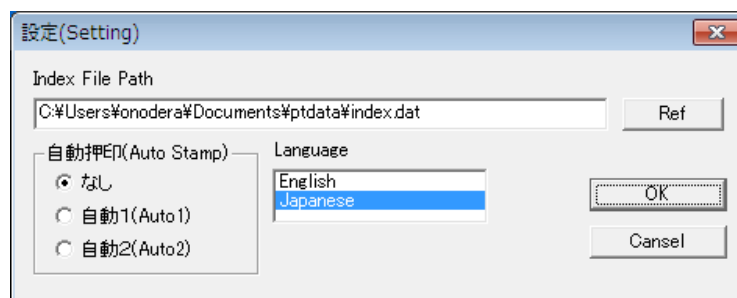 設定(Setting)
Index File Path
C:¥Users¥onodera¥Documents¥ptdata¥index.dat
Ref
自動押印(Auto Stamp)
なし
自動1(Auto1)
自動2(Auto2)
Language
English
Japanese
OK
Cansel